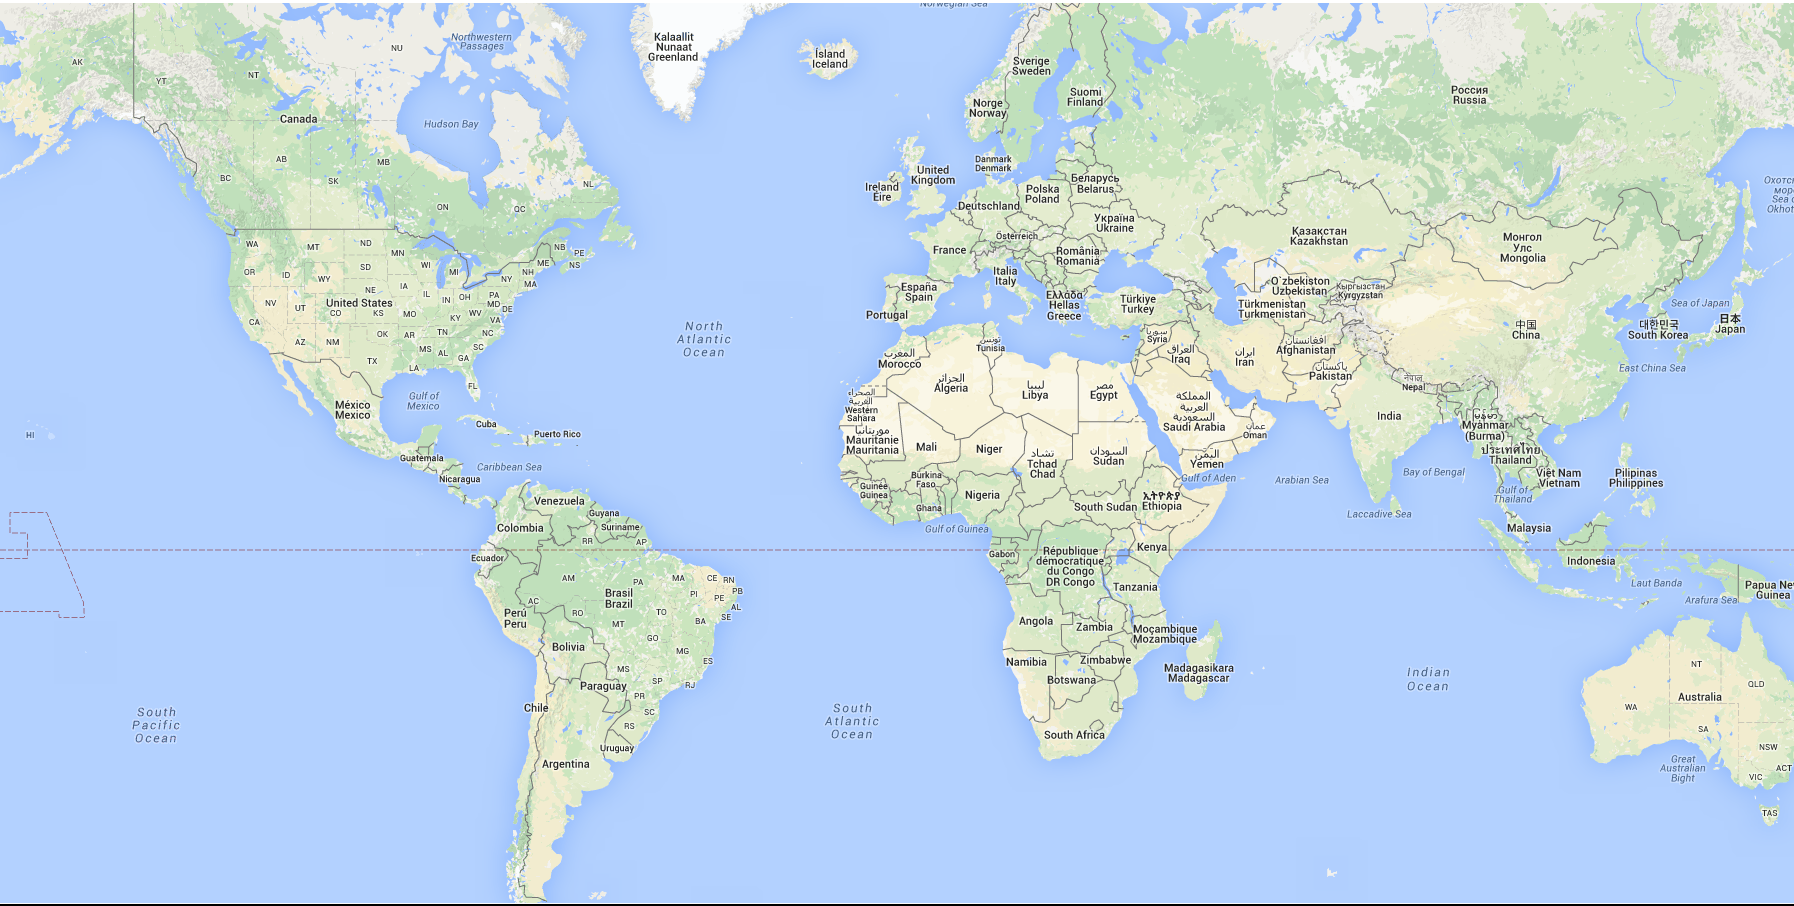 Norwegian Sea
Kalaallit
Nunaat
Greenland
Ísland
Iceland
Sverige
Sweden
Norge
Norway
Suomi
Finland
Россия
Russia
Northwestern
Passages
NU
AK
YT
NT
Canada
Hudson Bay
AB
MB
BC
SK
NL
ON
QC
Danmark
Denmark
United
Kingdom
Ireland
Éire
Polska
Poland
Беларусь
Belarus
Deutschland
Україна
Ukraine
Österreich
France
România
Romania
Italia
Italy
España
Spain
Portugal
Ελλάδα
Hellas
Greece
Türkiye
Turkey
Қазақстан
Kazakhstan
Монгол
Улс
Mongolia
O`zbekiston
Uzbekistan
Кыргызстан
Kyrgyzstan
Türkmenistan
Turkmenistan
中国
China
대한민국
South Korea
日本
Japan
Sea of Japan
East China Sea
WA
MT
ND
MN
NB
PE
NS
ME
OR
ID
WY
SD
WI
MI
NY
NH
MA
NV
UT
NE
IA
IL
IN
OH
PA
MD
DE
United States
CO
KS
MO
KY
WV
VA
CA
AZ
NM
OK
AR
TN
NC
SC
MS
AL
GA
TX
LA
FL
North
Atlantic
Ocean
Gulf of
Mexico
México
Mexico
Cuba
Puerto Rico
Guatemala
Caribbean Sea
Nicaragua
HI
المغرب
Morocco
تونس
Tunisia
الجزائر
Algeria
ليبيا
Libya
مصر
Egypt
سوريا
Syria
العراق
Iraq
ایران
Iran
افغانستان
Afghanistan
پاکستان
Pakistan
नेपाल
Nepal
India
المملكة
العربية
السعودية
Saudi Arabia
عمان
Oman
اليمن
Yemen
Gulf of Aden
Arabian Sea
Bay of Bengal
Laccadive Sea
Myanmar
(Burma)
ประเทศไทย
Thailand
Việt Nam
Vietnam
Gulf of
Thailand
Pilipinas
Philippines
Malaysia
Indonesia
Laut Banda
Arafura Sea
Papua New
Guinea
الصحراء
الغربية
Western
Sahara
موريتانيا
Mauritanie
Mauritania
Mali
Niger
تشاد
Tchad
Chad
السودان
Sudan
Burkina
Faso
Guinée
Guinea
Ghana
Nigeria
South Sudan
ኢትዮጵያ
Ethiopia
Gulf of Guinea
Gabon
République
démocratique
du Congo
DR Congo
Kenya
Tanzania
Angola
Zambia
Moçambique
Mozambique
Namibia
Zimbabwe
Botswana
Madagasikara
Madagascar
South Africa
Venezuela
Guyana
Suriname
Colombia
RR
AP
Ecuador
AM
PA
MA
CE
RN
PB
PI
PE
AL
SE
AC
RO
Brasil
Brazil
TO
BA
MT
GO
Perú
Peru
Bolivia
MG
ES
MS
SP
RJ
Paraguay
PR
SC
RS
Chile
Uruguay
Argentina
South
Pacific
Ocean
South
Atlantic
Ocean
Indian
Ocean
NT
QLD
Australia
WA
SA
NSW
ACT
VIC
Great
Australian
Bight
TAS